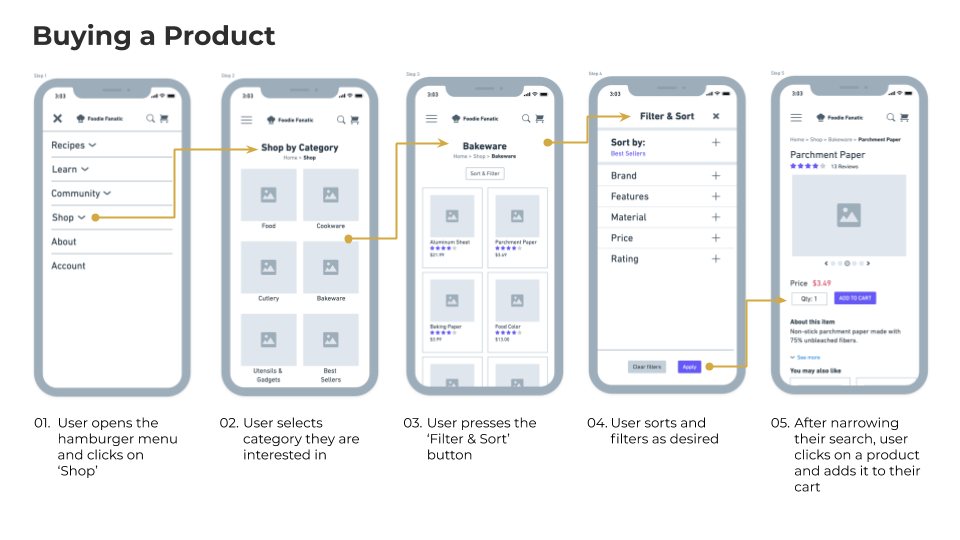 Buying a Product
Step 1
3:03
Foodie Fanatic
Recipes
Learn
Community
Shop
About
Account
01. User opens the
hamburger menu
and clicks on
‘Shop’
Step 2
3:03
Foodie Fanatic
Shop by Category
Home > Shop
Food Cookware
Cutlery Bakeware
Utensils & Best
Gadgets Sellers
02. User selects
category they are
interested in
Step 3
3:03
Foodie Fanatic
Bakeware
Home > Shop > Bakeware
Sort & Filter
Aluminum Sheet Parchment Paper
$21.99 $3.49
Baking Paper Food Color
$13.08
03. User presses the
‘Filter & Sort’
button
Step 4
3:03
Filter & Sort
Sort by:
Best Sellers
Brand
Features
Material
Price
Rating
Clear filters Apply
04. User sorts and
filters as desired
Step 5
3:03
Foodie Fanatic
Home > Shop > Bakeware > Parchment Paper
Parchment Paper
13 Reviews
Price $3.49
Qty: 1 ADD TO CART
About this item
Non-stick parchment paper made with
75% unbleached fibers.
See more
You may also like
05. After narrowing
their search, user
clicks on a product
and adds it to their
cart